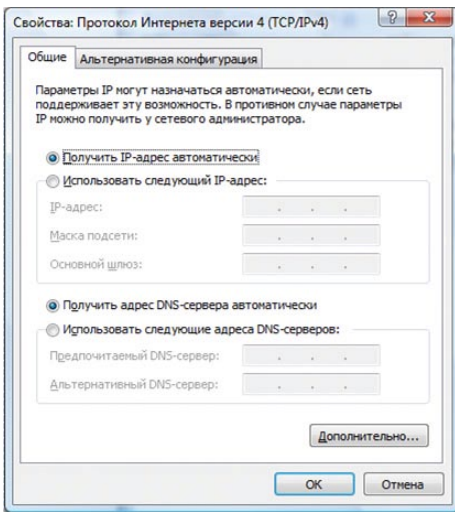 Свойства: Протокол Интернета версии 4 (TCP/IPv4)
Общие
Альтернативная конфигурация
Параметры IP могут назначаться автоматически, если сеть
поддерживает эту возможность. В противном случае параметры
IP можно получить у сетевого администратора.
Получить IP-адрес автоматически
Использовать следующий IP-адрес:
IP-адрес:
Маска подсети:
Основной шлюз:
Получить адрес DNS-сервера автоматически
Использовать следующие адреса DNS-серверов:
Предпочитаемый DNS-сервер:
Альтернативный DNS-сервер:
Дополнительно...
ОК
Отмена